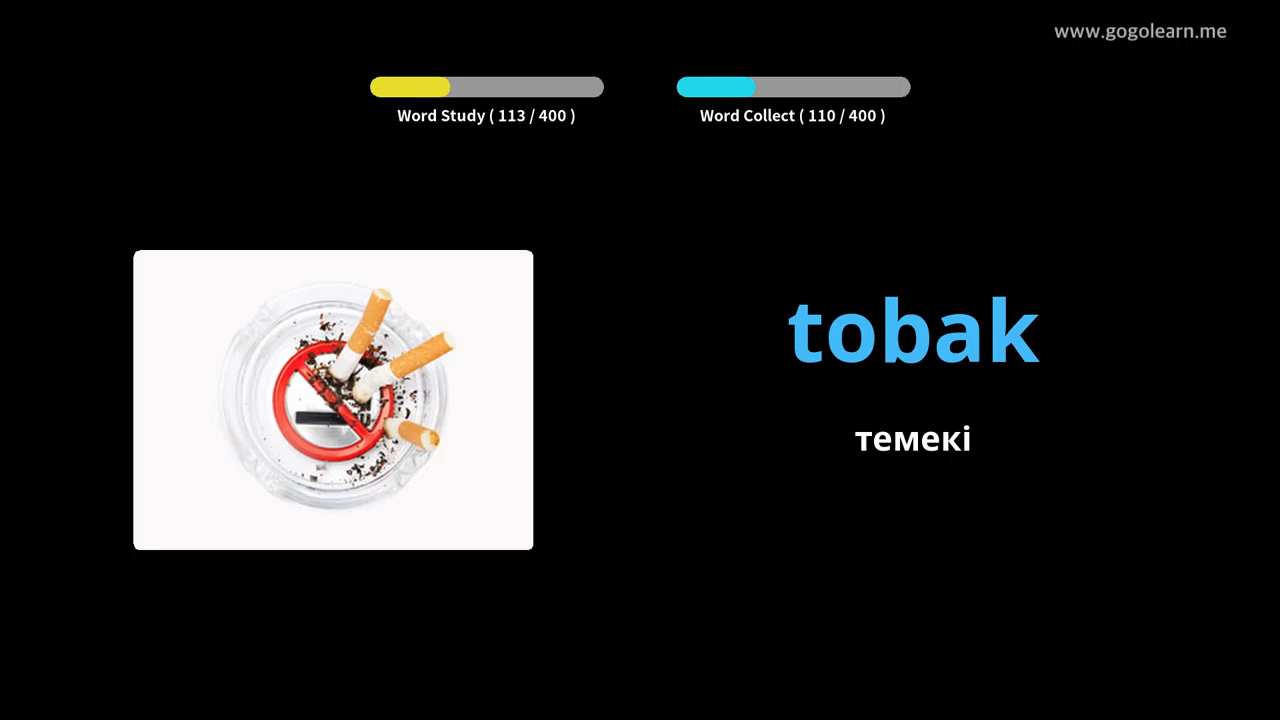 www.gogolearn.me
Word Study ( 113 / 400 )
Word Collect ( 110 / 400 )
tobak
темекі